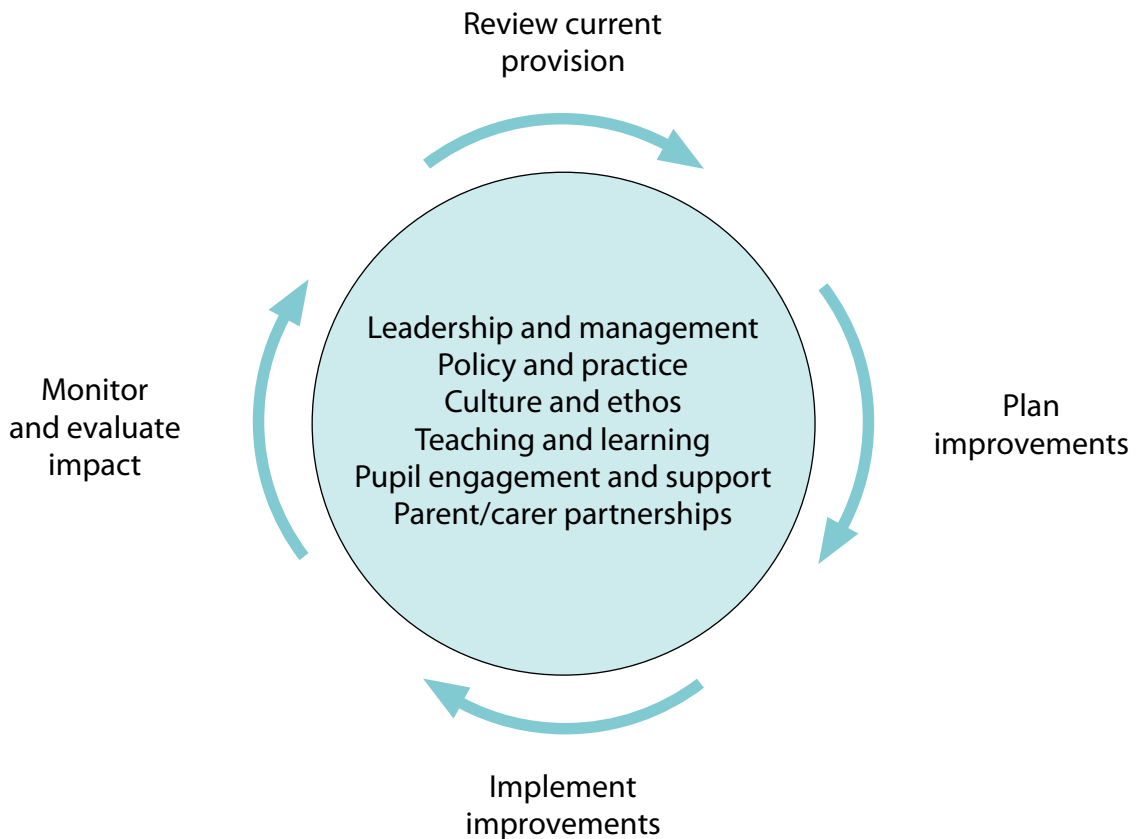 Review current
provision
Leadership and management
Policy and practice
Culture and ethos
Teaching and learning
Pupil engagement and support
Parent/carer partnerships
Monitor
and evaluate
impact
Plan
improvements
Implement
improvements